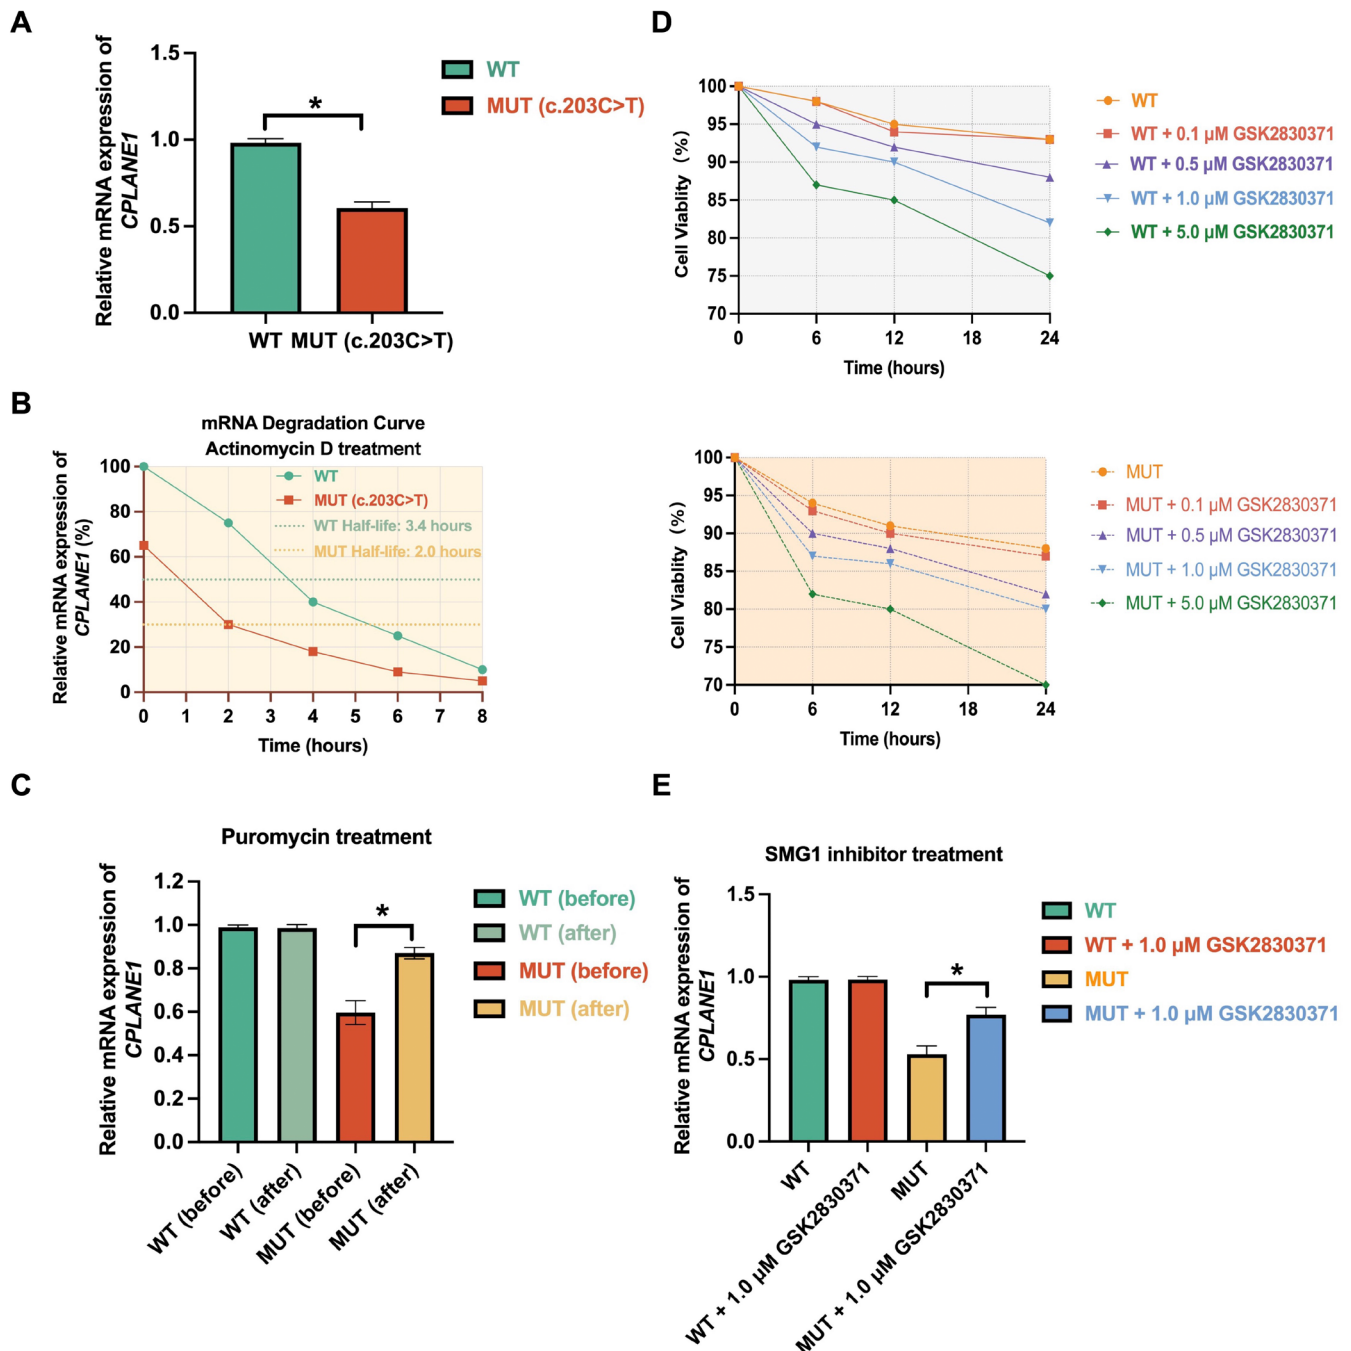 A
Relative mRNA expression of
CPLANE1
1.5
1.0
0.5
0.0
*
WT
MUT (c.203C>T)
WT MUT (c.203C>T)
B
mRNA Degradation Curve
Actinomycin D treatment
Relative mRNA expression of
CPLANE1 (%)
100
80
60
40
20
0
WT
MUT (c.203C>T)
WT Half-life: 3.4 hours
MUT Half-life: 2.0 hours
0 1 2 3 4 5 6 7 8
Time (hours)
C
Puromycin treatment
Relative mRNA expression of
CPLANE1
1.2
1.0
0.8
0.6
0.4
0.2
0.0
*
WT (before)
WT (after)
MUT (before)
MUT (after)
WT (before)
WT (after)
MUT (before)
MUT (after)
D
Cell Viablity (%)
100
95
90
85
80
75
70
0 6 12 18 24
Time (hours)
WT
WT + 0.1 μM GSK2830371
WT + 0.5 μM GSK2830371
WT + 1.0 μM GSK2830371
WT + 5.0 μM GSK2830371
Cell Viablity (%)
100
95
90
85
80
75
70
0 6 12 18 24
Time (hours)
MUT
MUT + 0.1 μM GSK2830371
MUT + 0.5 μM GSK2830371
MUT + 1.0 μM GSK2830371
MUT + 5.0 μM GSK2830371
E
SMG1 inhibitor treatment
Relative mRNA expression of
CPLANE1
1.5
1.0
0.5
0.0
*
WT
WT + 1.0 μM GSK2830371
MUT
MUT + 1.0 μM GSK2830371
WT
WT + 1.0 μM GSK2830371
MUT
MUT + 1.0 μM GSK2830371